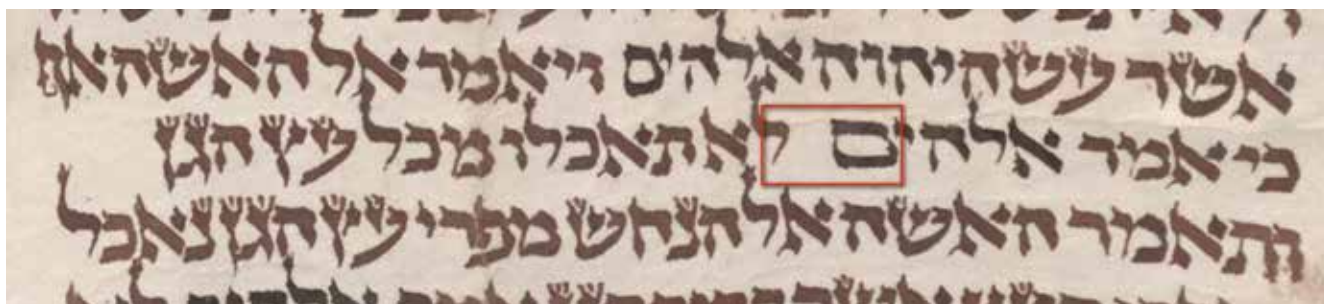 אשר עשה יהוה אלהים ויאמר אל האשה אף
כי אמר אלהים לא תאכלו מכל עץ הגן
ותאמר האשה אל הנחש מפרי עץ הגן נאכל